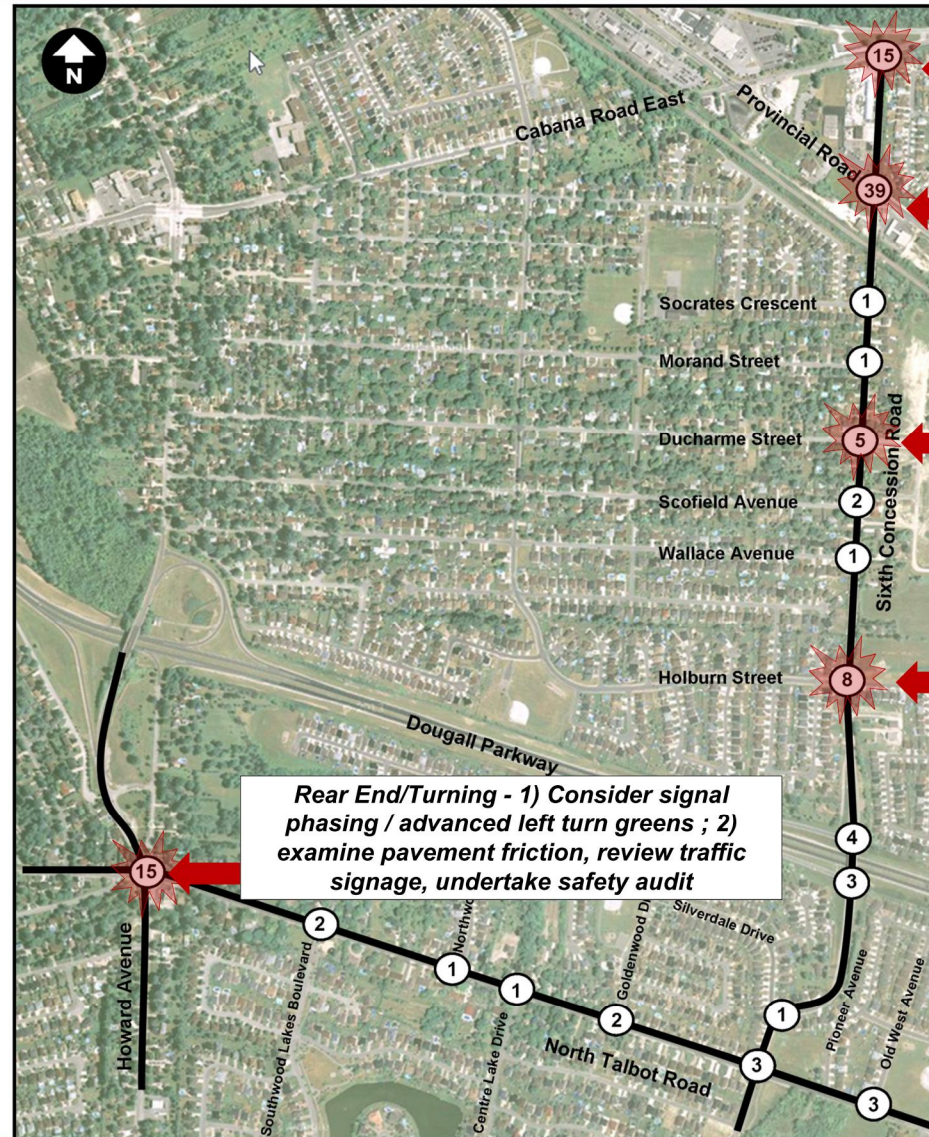 N
15
Cabana Road East
Provincial Road
39
Socrates Crescent
1
Morand Street
1
Ducharme Street
5
Sixth Concession Road
Scofield Avenue
2
Wallace Avenue
1
Holburn Street
8
Dougall Parkway
Rear End/Turning - 1) Consider signal
phasing / advanced left turn greens ; 2)
examine pavement friction, review traffic
signage, undertake safety audit
4
15
3
Silverdale Drive
2
1
1
2
1
Howard Avenue
Southwood Lakes Boulevard
Centre Lake Drive
North Talbot Road
3
Pioneer Avenue
Old West Avenue
3